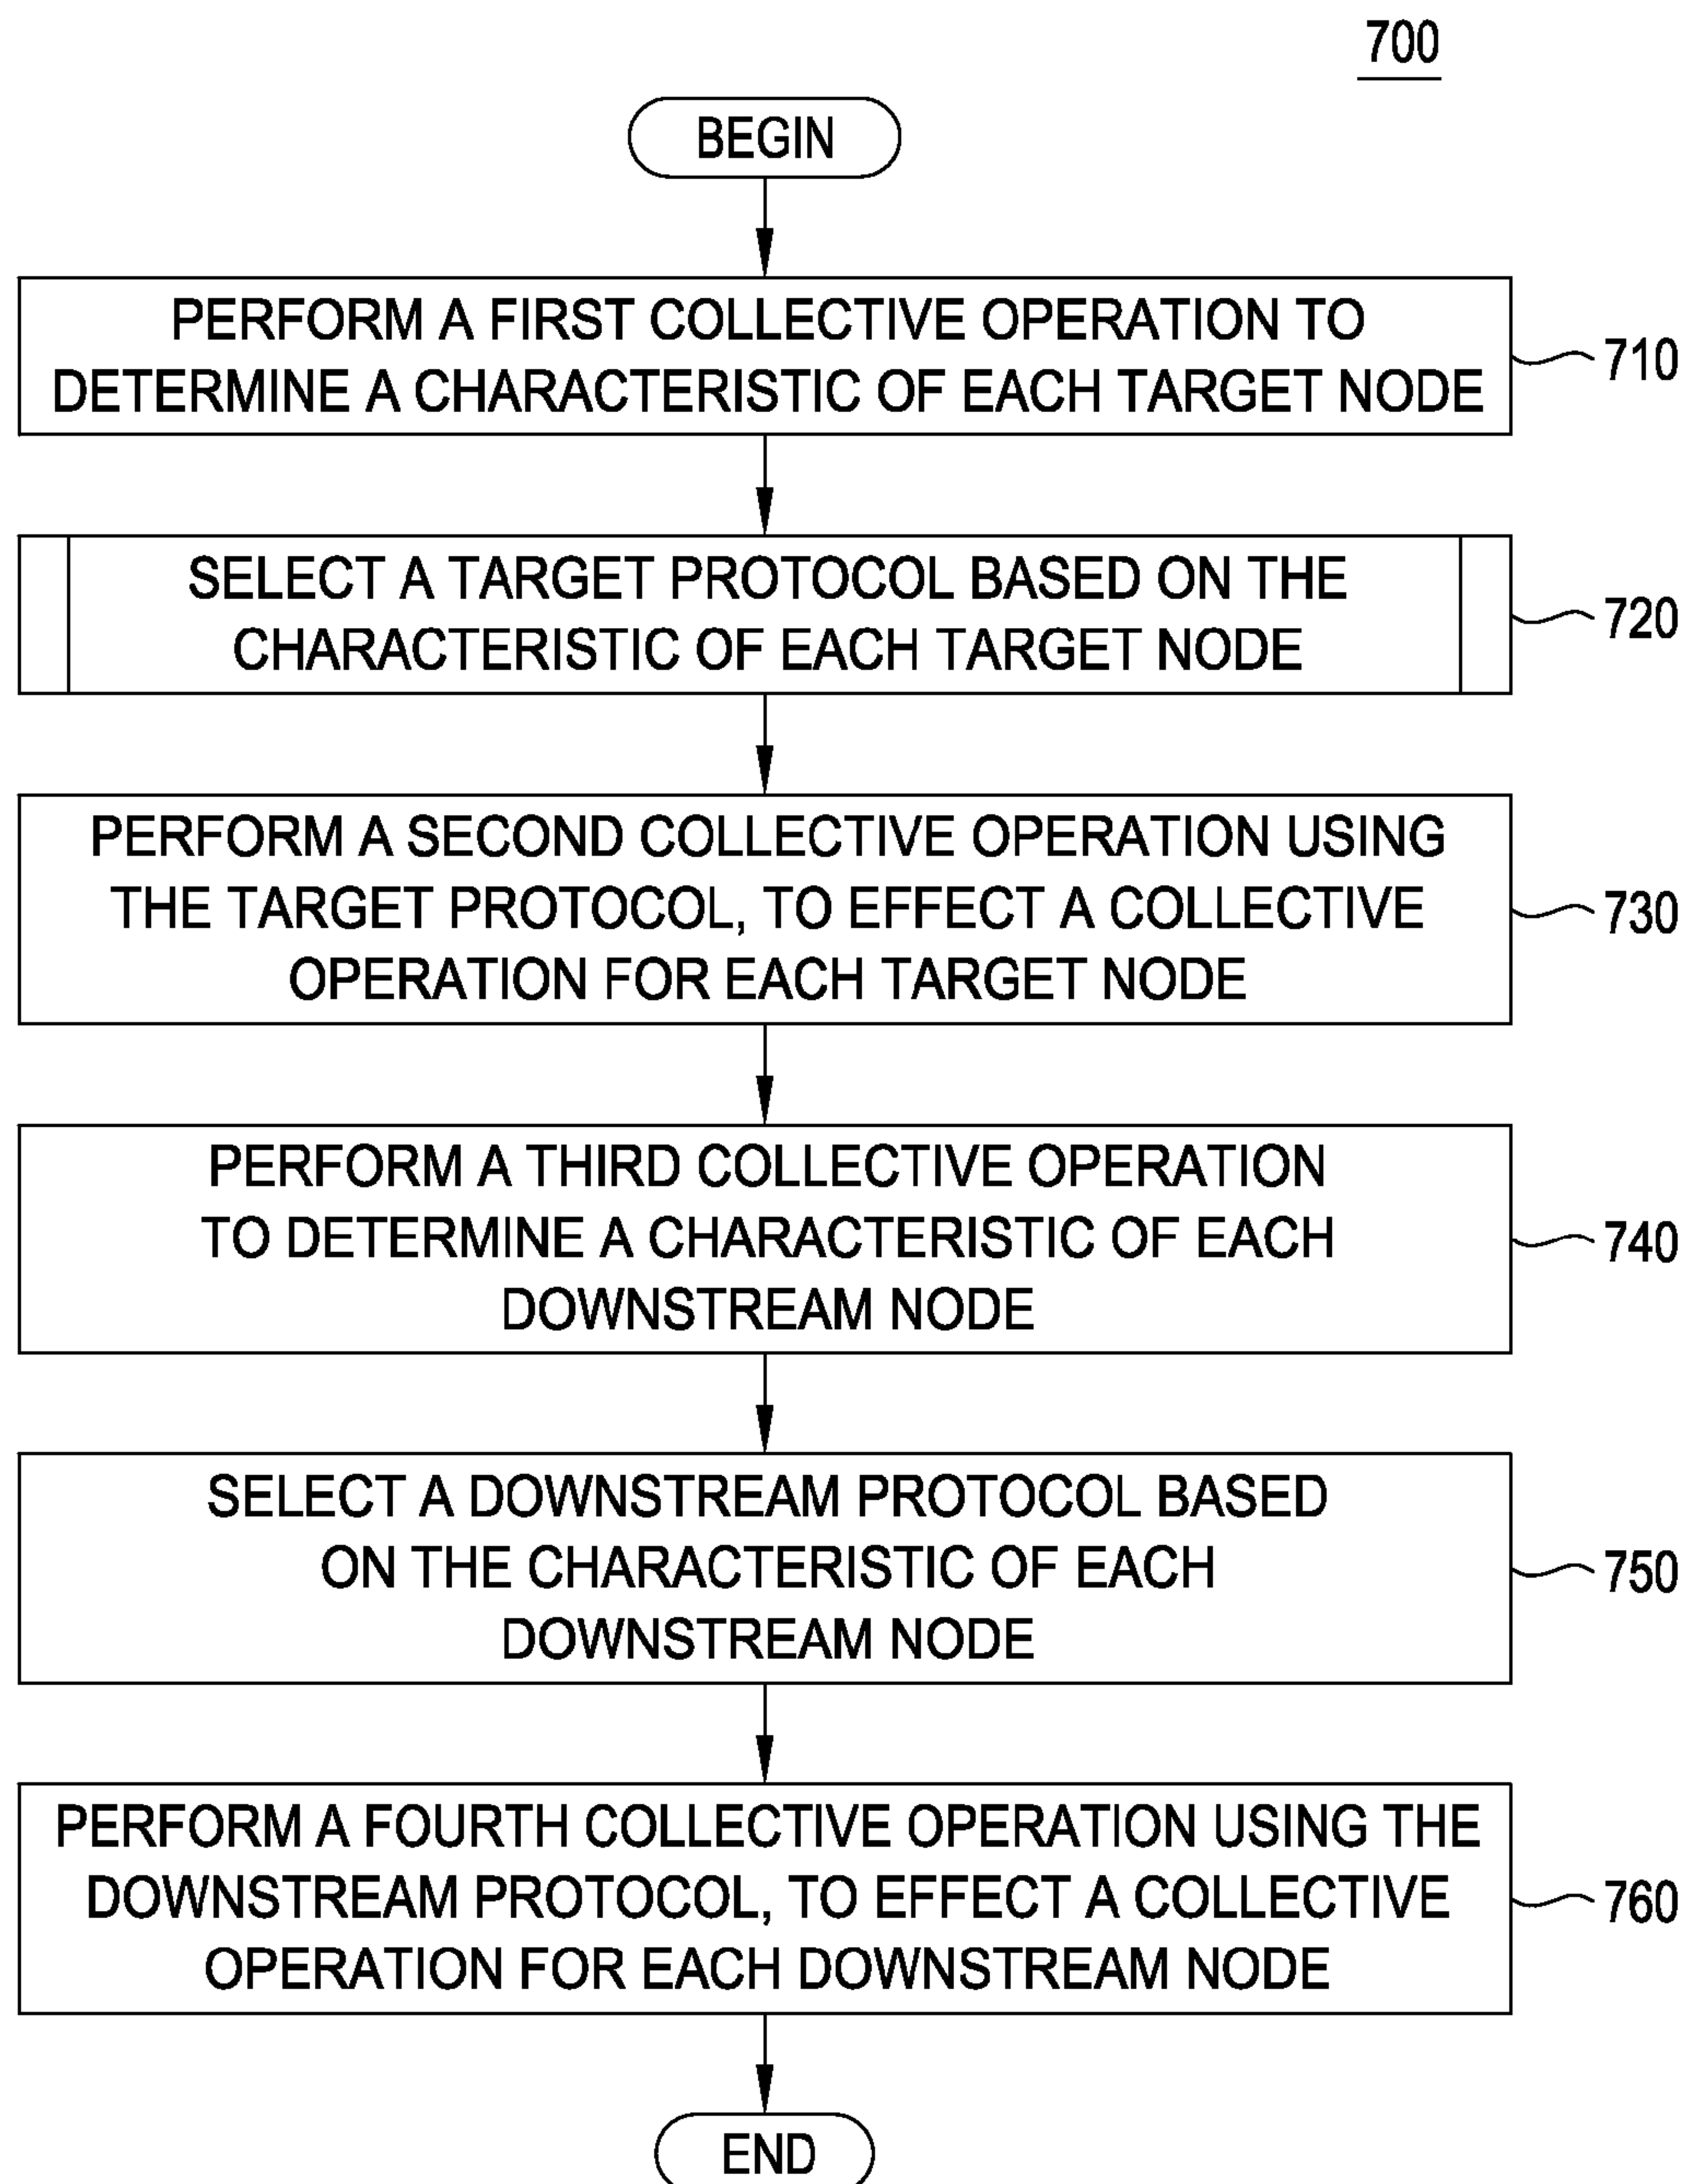 700
BEGIN
PERFORM A FIRST COLLECTIVE OPERATION TO
DETERMINE A CHARACTERISTIC OF EACH TARGET NODE
710
SELECT A TARGET PROTOCOL BASED ON THE
CHARACTERISTIC OF EACH TARGET NODE
720
PERFORM A SECOND COLLECTIVE OPERATION USING
THE TARGET PROTOCOL, TO EFFECT A COLLECTIVE
OPERATION FOR EACH TARGET NODE
730
PERFORM A THIRD COLLECTIVE OPERATION
TO DETERMINE A CHARACTERISTIC OF EACH
DOWNSTREAM NODE
740
SELECT A DOWNSTREAM PROTOCOL BASED
ON THE CHARACTERISTIC OF EACH
DOWNSTREAM NODE
750
PERFORM A FOURTH COLLECTIVE OPERATION USING THE
DOWNSTREAM PROTOCOL, TO EFFECT A COLLECTIVE
OPERATION FOR EACH DOWNSTREAM NODE
760
END